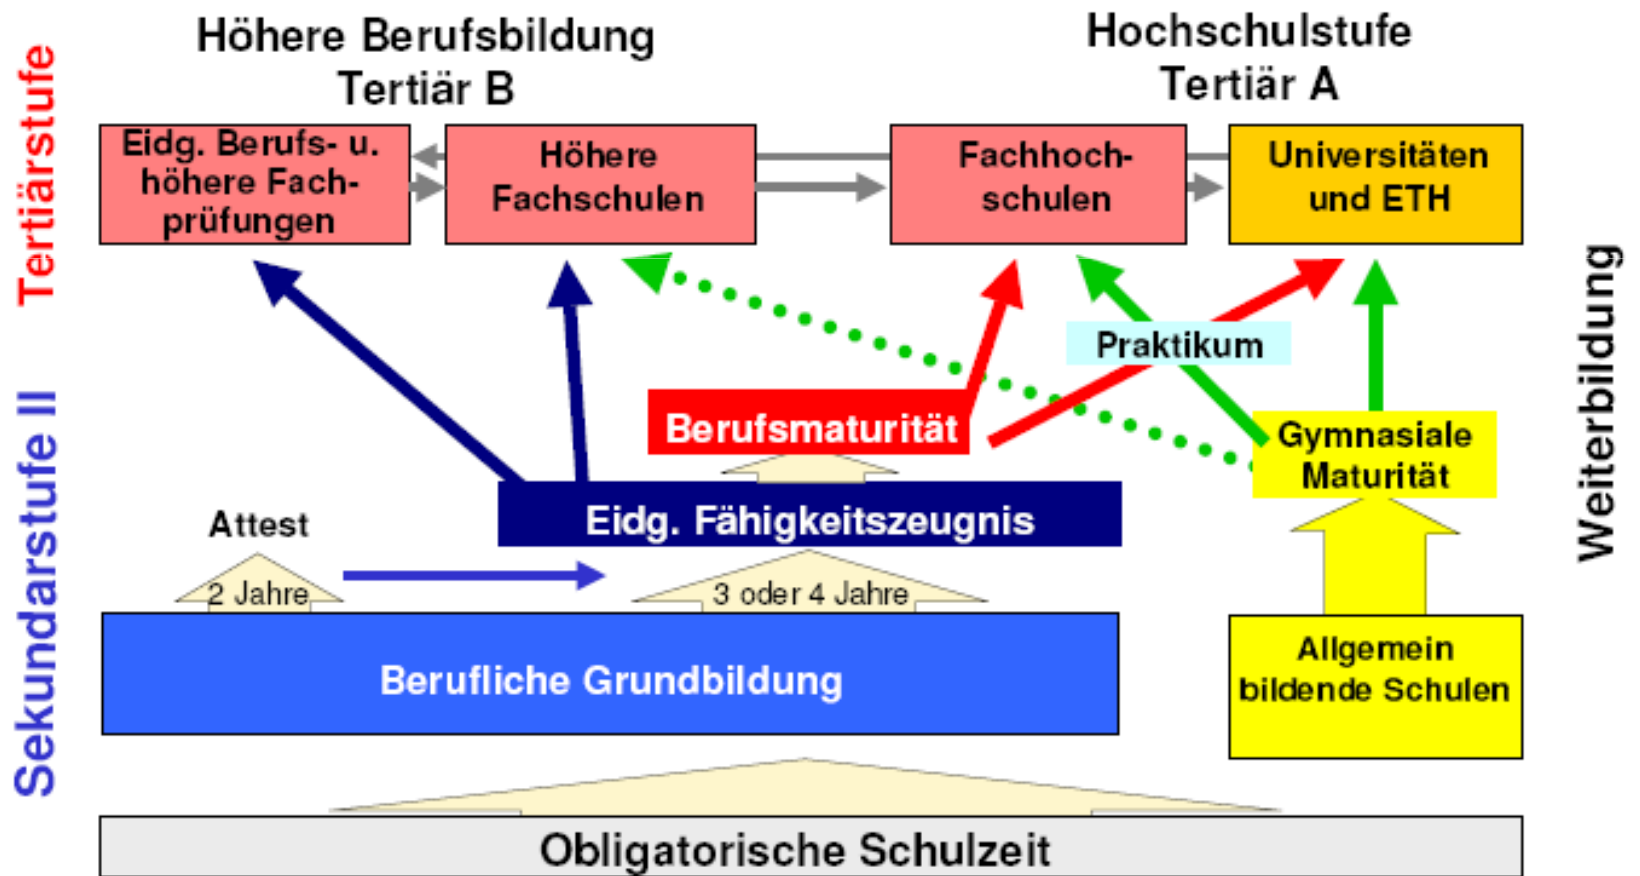 Höhere Berufsbildung
Tertiär B
Hochschulstufe
Tertiär A
Tertiärstufe
Eidg. Berufs- u.
höhere Fach-
prüfungen
Höhere
Fachschulen
Fachhoch-
schulen
Universitäten
und ETH
Weiterbildung
Praktikum
Berufsmaturität
Gymnasiale
Maturität
Sekundarstufe II
Attest
Eidg. Fähigkeitszeugnis
2 Jahre
3 oder 4 Jahre
Berufliche Grundbildung
Allgemein
bildende Schulen
Obligatorische Schulzeit